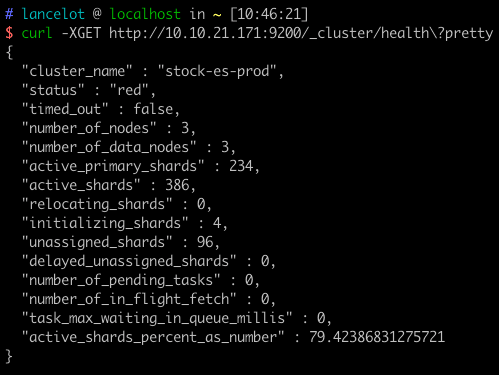 # lancelot @ localhost in ~ [10:46:21]
$ curl -XGET http://10.10.21.171:9200/_cluster/health\?pretty
{
  "cluster_name" : "stock-es-prod",
  "status" : "red",
  "timed_out" : false,
  "number_of_nodes" : 3,
  "number_of_data_nodes" : 3,
  "active_primary_shards" : 234,
  "active_shards" : 386,
  "relocating_shards" : 0,
  "initializing_shards" : 4,
  "unassigned_shards" : 96,
  "delayed_unassigned_shards" : 0,
  "number_of_pending_tasks" : 0,
  "number_of_in_flight_fetch" : 0,
  "task_max_waiting_in_queue_millis" : 0,
  "active_shards_percent_as_number" : 79.42386831275721
}